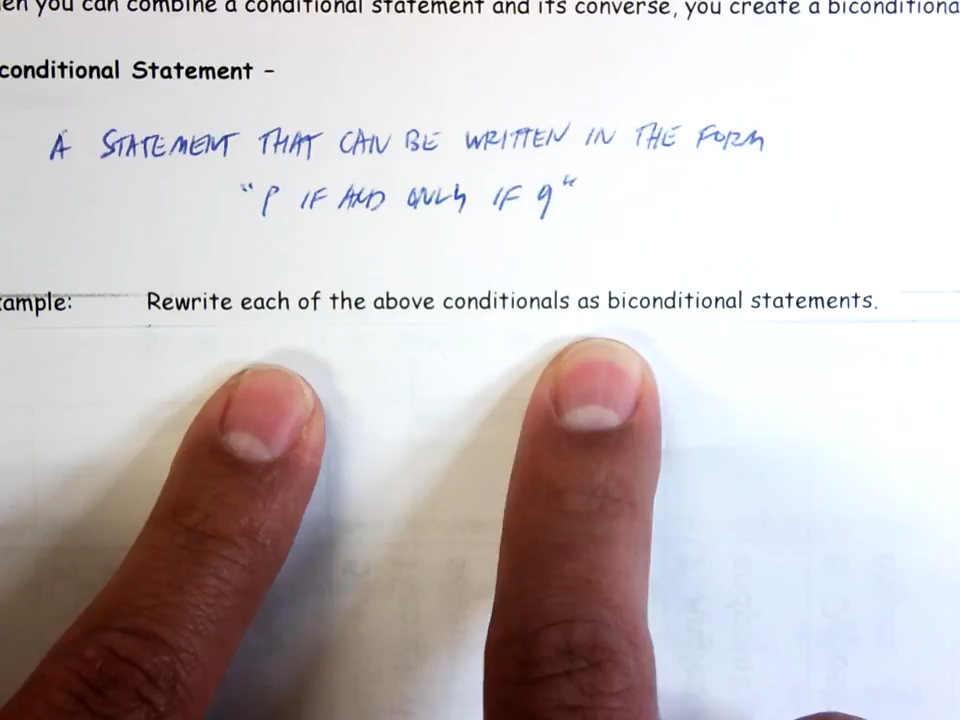 en you can combine a conditional statement and its converse, you create a biconditiona
conditional Statement -
A STATEMENT THAT CAN BE WRITTEN IN THE FORM
"P IF AND ONLY IF q"
ample: Rewrite each of the above conditionals as biconditional statements.